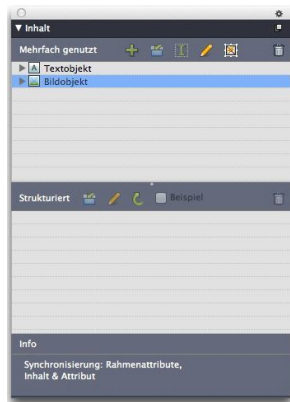 Inhalt
Mehrfach genutzt
A Textobjekt
Bildobjekt
Strukturiert Beispiel
Info
Synchronisierung: Rahmenattribute,
Inhalt & Attribut